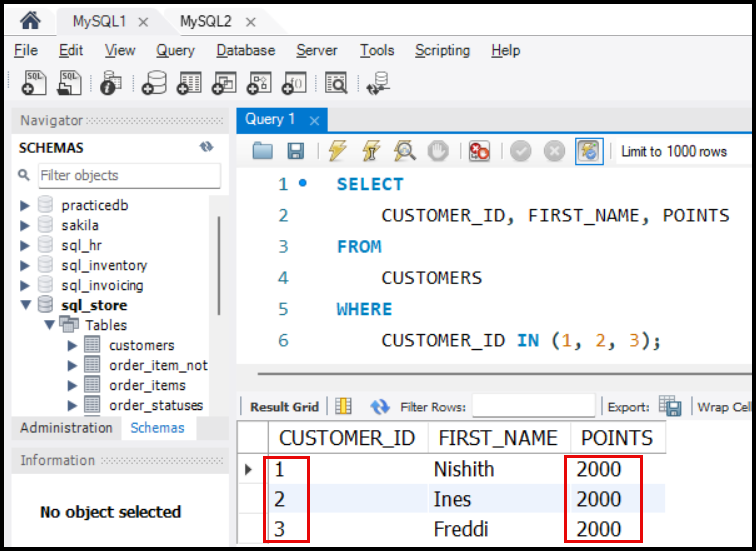 MySQL1 × MySQL2 ×
File Edit View Query Database Server Tools Scripting Help
Navigator
SCHEMAS
Filter objects
practicedb
sakila
sql_hr
sql_inventory
sql_invoicing
sql_store
Tables
customers
order_item_not
order_items
order_statuses
Administration Schemas
Information
No object selected
Query 1 ×
Limit to 1000 rows
1 SELECT
2 CUSTOMER_ID, FIRST_NAME, POINTS
3 FROM
4 CUSTOMERS
5 WHERE
6 CUSTOMER_ID IN (1, 2, 3);
Result Grid Filter Rows: Export: Wrap Cel
CUSTOMER_ID FIRST_NAME POINTS
1 Nishith 2000
2 Ines 2000
3 Freddi 2000